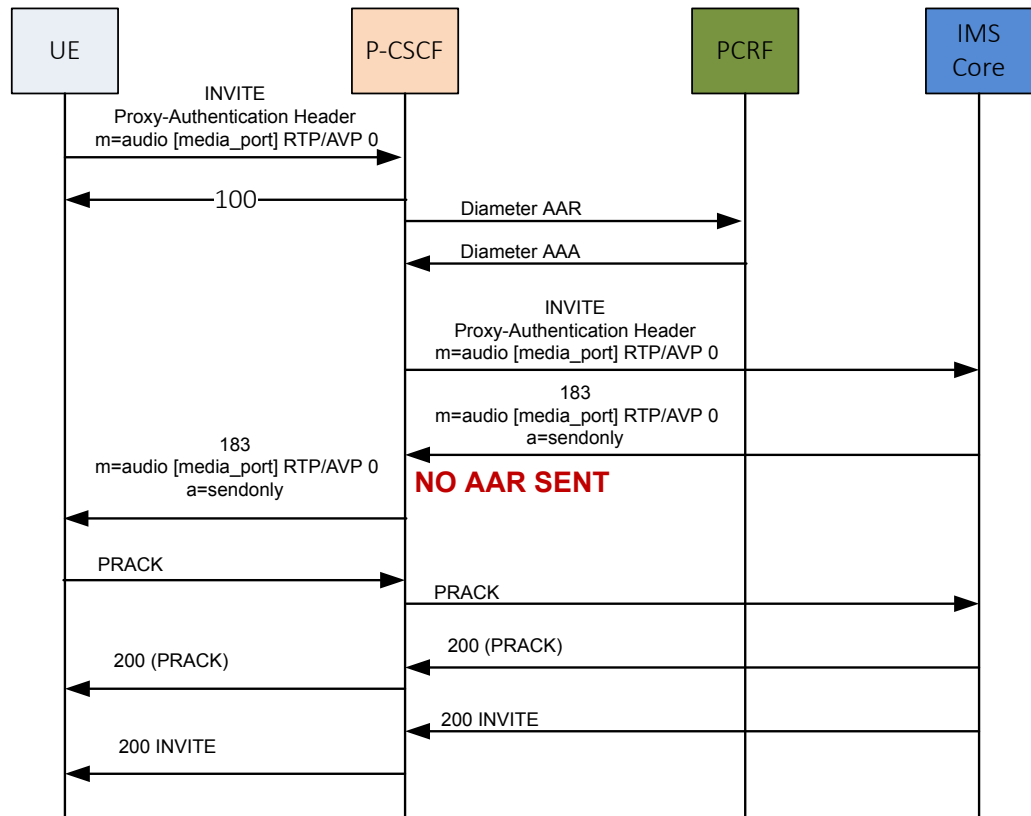 UE
P-CSCF
PCRF
IMS
Core
INVITE
Proxy-Authentication Header
m=audio [media_port] RTP/AVP 0
100
Diameter AAR
Diameter AAA
INVITE
Proxy-Authentication Header
m=audio [media_port] RTP/AVP 0
183
m=audio [media_port] RTP/AVP 0
a=sendonly
183
m=audio [media_port] RTP/AVP 0
a=sendonly
NO AAR SENT
PRACK
PRACK
200 (PRACK)
200 (PRACK)
200 INVITE
200 INVITE